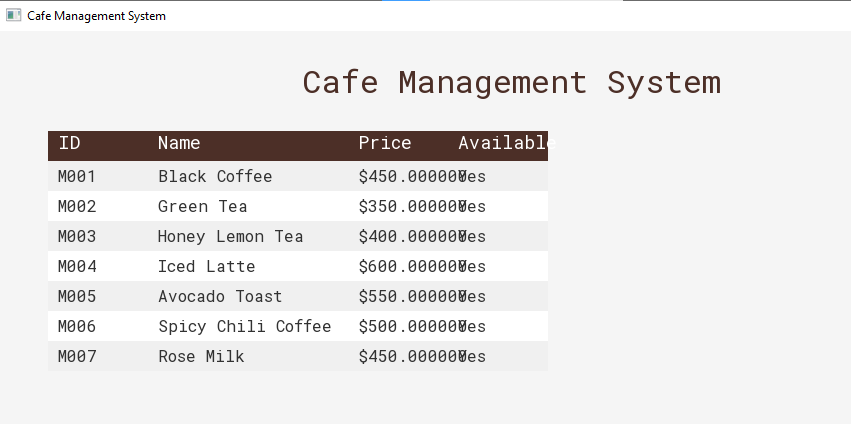 Cafe Management System
Cafe Management System
ID Name Price Available
M001 Black Coffee $450.000000 Yes
M002 Green Tea $350.000000 Yes
M003 Honey Lemon Tea $400.000000 Yes
M004 Iced Latte $600.000000 Yes
M005 Avocado Toast $550.000000 Yes
M006 Spicy Chili Coffee $500.000000 Yes
M007 Rose Milk $450.000000 Yes